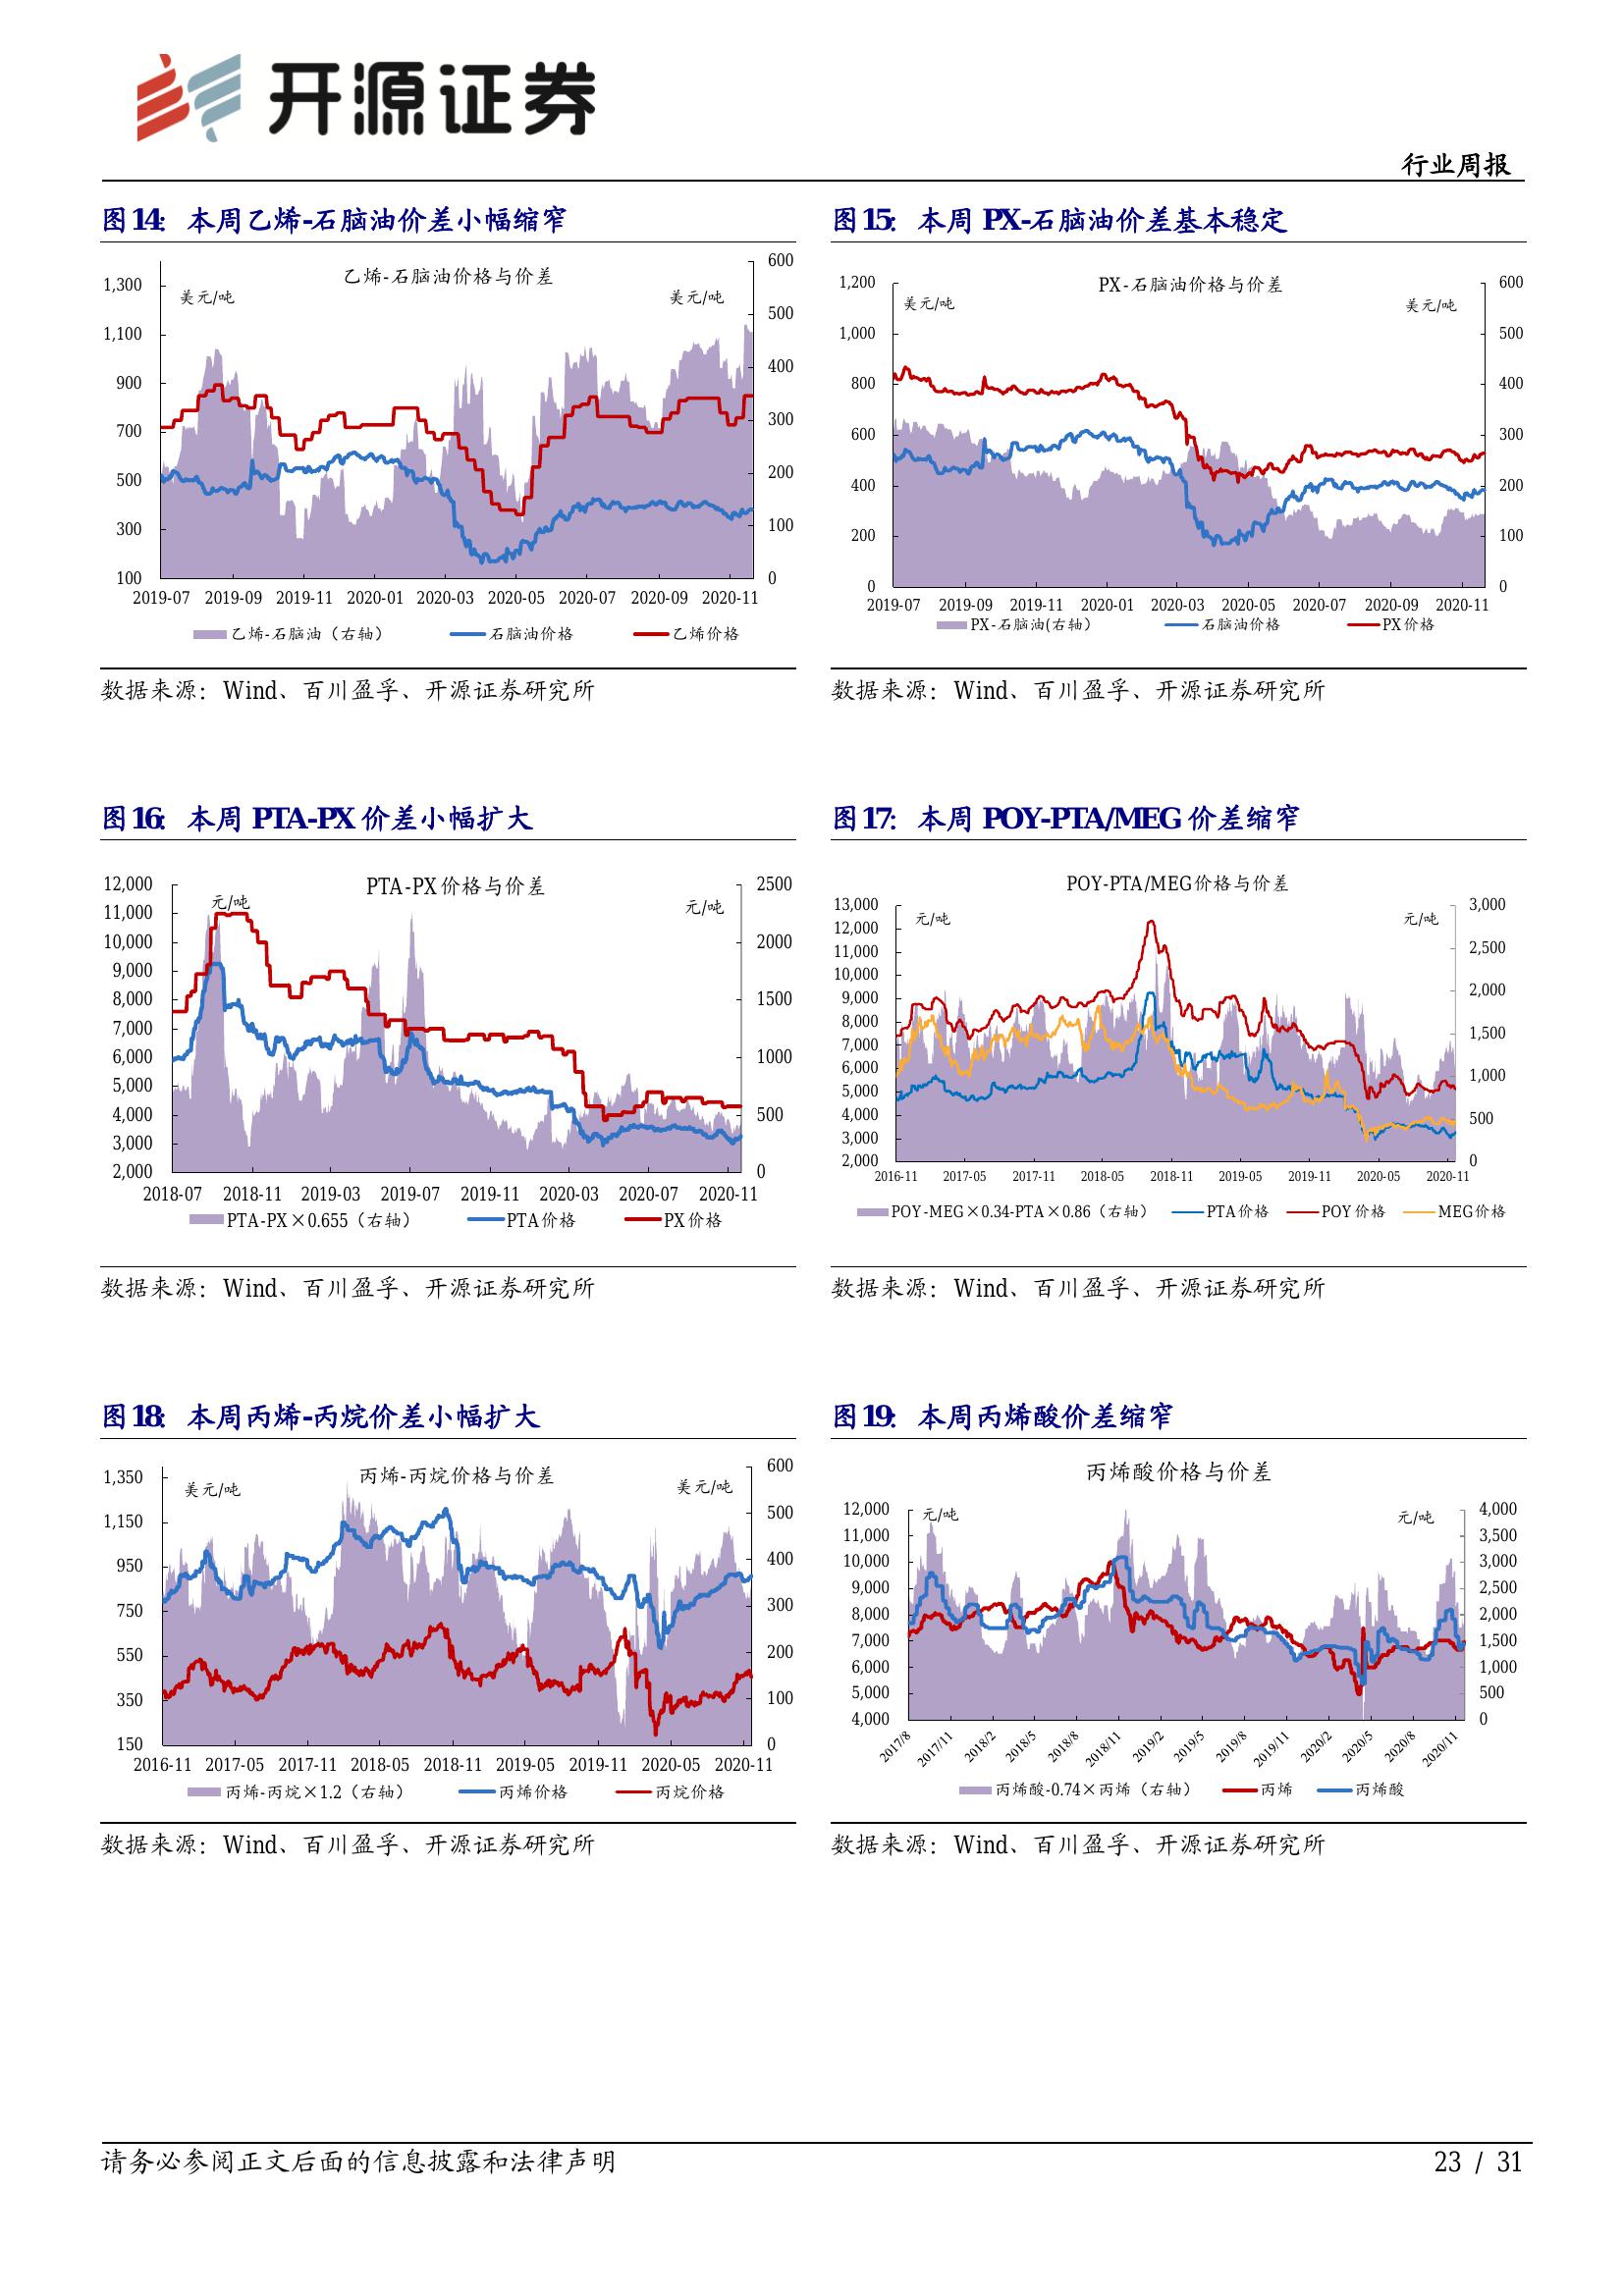 开源证券
行业周报
图14： 本周乙烯-石脑油价差小幅缩窄
乙烯-石脑油价格与价差
美元/吨
美元/吨
1,300
1,100
900
700
500
300
100
600
500
400
300
200
100
0
2019-07 2019-09 2019-11 2020-01 2020-03 2020-05 2020-07 2020-09 2020-11
乙烯-石脑油（右轴） 石脑油价格 乙烯价格
数据来源：Wind、百川盈孚、开源证券研究所
图15： 本周 PX-石脑油价差基本稳定
PX-石脑油价格与价差
美元/吨
美元/吨
1,200
1,000
800
600
400
200
0
600
500
400
300
200
100
0
2019-07 2019-09 2019-11 2020-01 2020-03 2020-05 2020-07 2020-09 2020-11
PX-石脑油(右轴) 石脑油价格 PX价格
数据来源：Wind、百川盈孚、开源证券研究所
图16： 本周 PTA-PX 价差小幅扩大
PTA-PX价格与价差
元/吨
元/吨
12,000
11,000
10,000
9,000
8,000
7,000
6,000
5,000
4,000
3,000
2,000
2500
2000
1500
1000
500
0
2018-07 2018-11 2019-03 2019-07 2019-11 2020-03 2020-07 2020-11
PTA-PX×0.655（右轴） PTA价格 PX价格
数据来源：Wind、百川盈孚、开源证券研究所
图17： 本周 POY-PTA/MEG 价差缩窄
POY-PTA/MEG价格与价差
元/吨
元/吨
13,000
12,000
11,000
10,000
9,000
8,000
7,000
6,000
5,000
4,000
3,000
2,000
3,000
2,500
2,000
1,500
1,000
500
0
2016-11 2017-05 2017-11 2018-05 2018-11 2019-05 2019-11 2020-05 2020-11
POY-MEG×0.34-PTA×0.86（右轴） PTA价格 POY价格 MEG价格
数据来源：Wind、百川盈孚、开源证券研究所
图18： 本周丙烯-丙烷价差小幅扩大
丙烯-丙烷价格与价差
美元/吨
美元/吨
1,350
1,150
950
750
550
350
150
600
500
400
300
200
100
0
2016-11 2017-05 2017-11 2018-05 2018-11 2019-05 2019-11 2020-05 2020-11
丙烯-丙烷×1.2（右轴） 丙烯价格 丙烷价格
数据来源：Wind、百川盈孚、开源证券研究所
图19： 本周丙烯酸价差缩窄
丙烯酸价格与价差
元/吨
元/吨
12,000
11,000
10,000
9,000
8,000
7,000
6,000
5,000
4,000
4,000
3,500
3,000
2,500
2,000
1,500
1,000
500
0
2017/8 2017/11 2018/2 2018/5 2018/8 2018/11 2019/2 2019/5 2019/8 2019/11 2020/2 2020/5 2020/8 2020/11
丙烯酸-0.74×丙烯（右轴） 丙烯 丙烯酸
数据来源：Wind、百川盈孚、开源证券研究所
请务必参阅正文后面的信息披露和法律声明
23 / 31